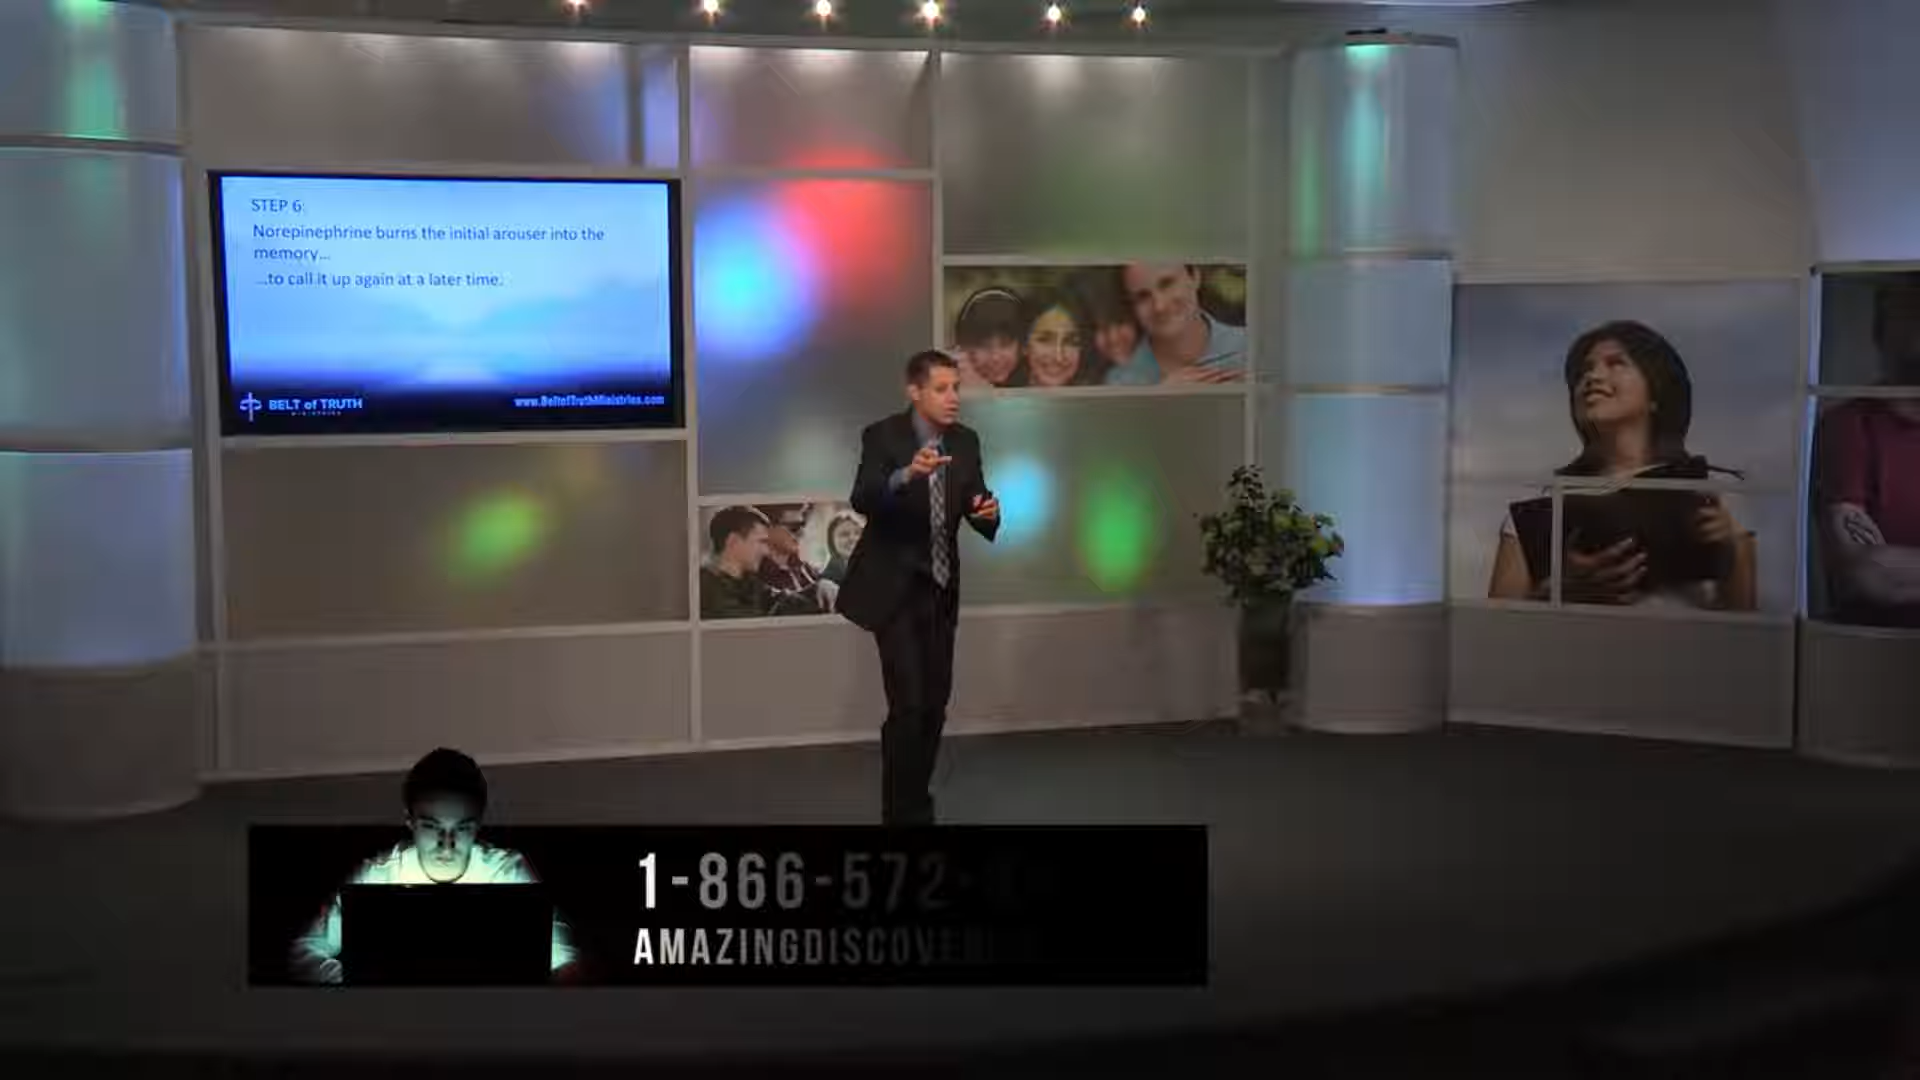 STEP 6:
Norepinephrine burns the initial arouser into the
memory...
...to call it up again at a later time.
BELT of TRUTH
MINISTRIES
www.BeltofTruthMinistries.com
1-866-572-